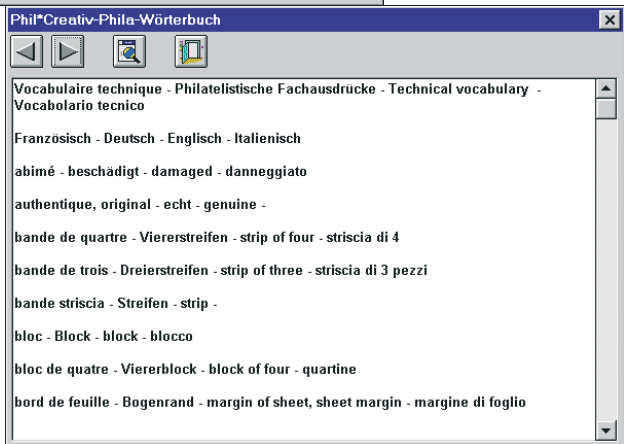 Phil*Creativ-Phila-Wörterbuch
Vocabulaire technique - Philatelistische Fachausdrücke - Technical vocabulary -
Vocabolario tecnico
Französisch - Deutsch - Englisch - Italienisch
abimé - beschädigt - damaged - danneggiato
authentique, original - echt - genuine -
bande de quartre - Viererstreifen - strip of four - striscia di 4
bande de trois - Dreierstreifen - strip of three - striscia di 3 pezzi
bande striscia - Streifen - strip -
bloc - Block - block - blocco
bloc de quatre - Viererblock - block of four - quartine
bord de feuille - Bogenrand - margin of sheet, sheet margin - margine di foglio